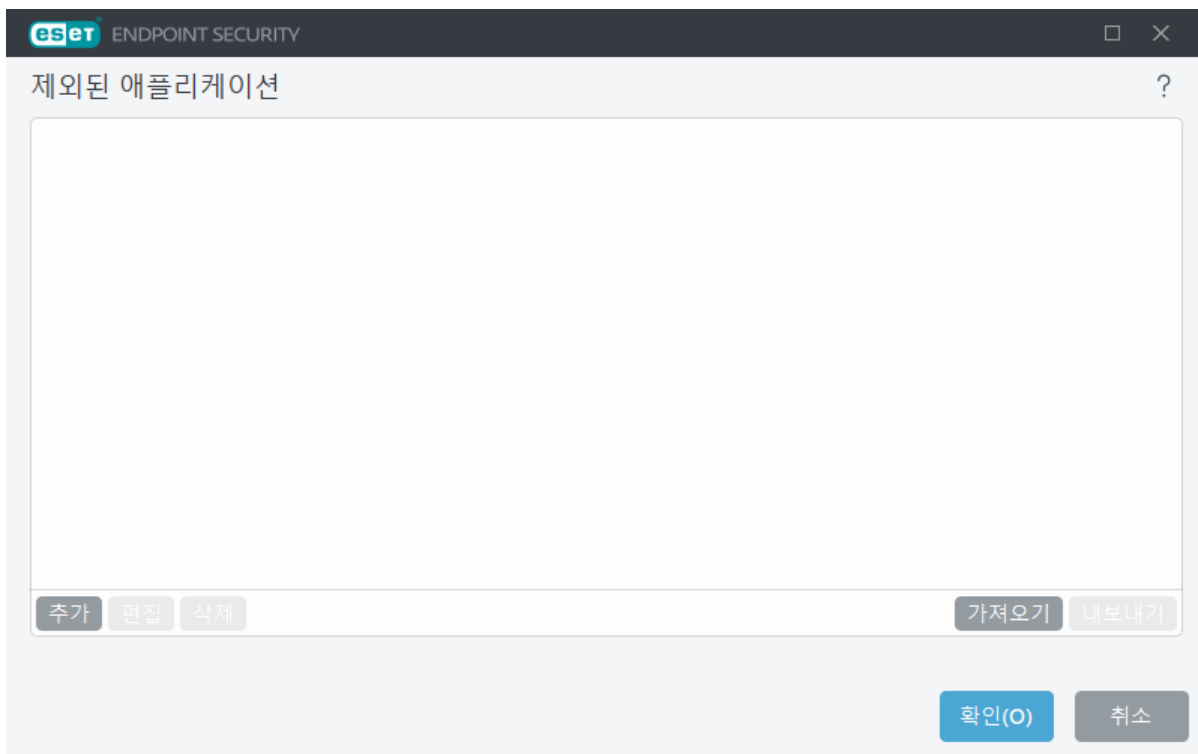 eset ENDPOINT SECURITY
제외된 애플리케이션 ?
추가 편집 삭제 가져오기 내보내기
확인(O) 취소